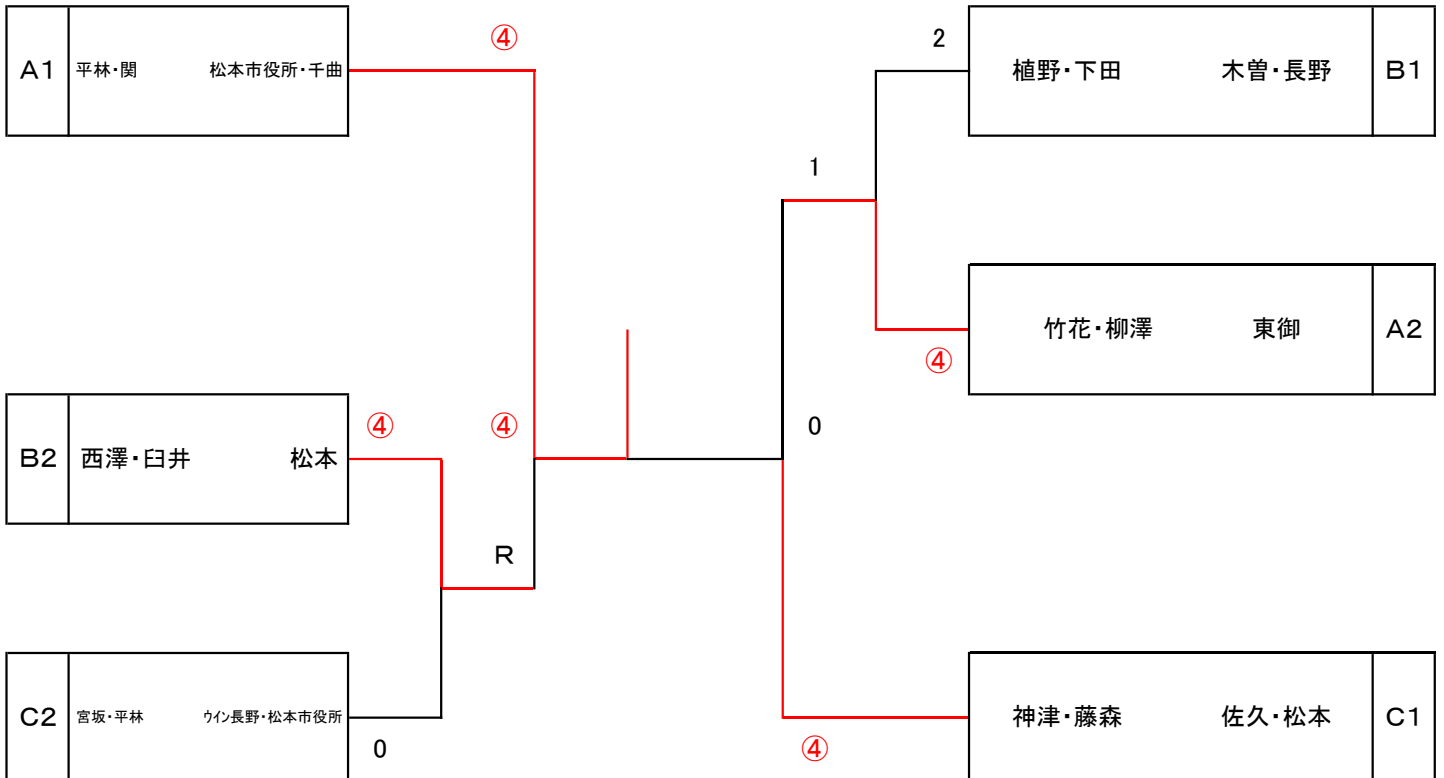 ④
2
A1 平林・関 松本市役所・千曲
植野・下田 木曽・長野 B1
1
竹花・柳澤 東御 A2
④
④
④
0
B2 西澤・臼井 松本
R
C2 宮坂・平林 ウイン長野・松本市役所
神津・藤森 佐久・松本 C1
0
④